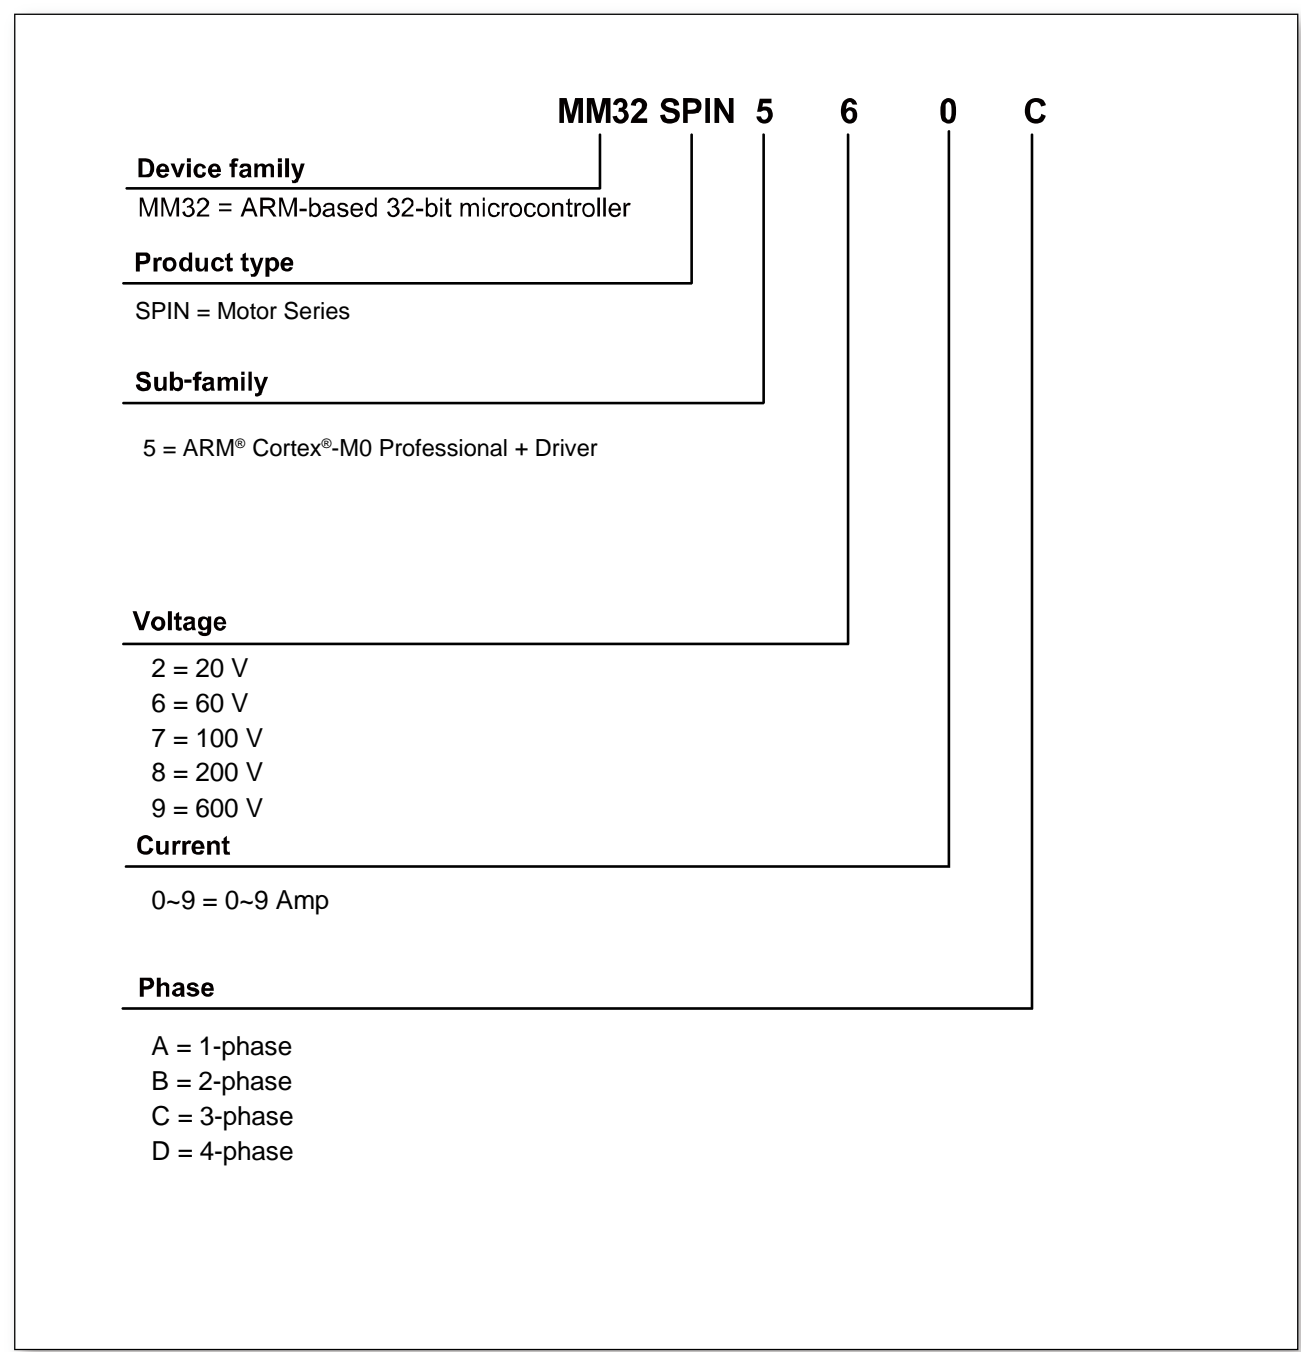 MM32 SPIN 5 6 0 C
Device family
MM32 = ARM-based 32-bit microcontroller
Product type
SPIN = Motor Series
Sub-family
5 = ARM® Cortex®-M0 Professional + Driver
Voltage
2 = 20 V
6 = 60 V
7 = 100 V
8 = 200 V
9 = 600 V
Current
0~9 = 0~9 Amp
Phase
A = 1-phase
B = 2-phase
C = 3-phase
D = 4-phase